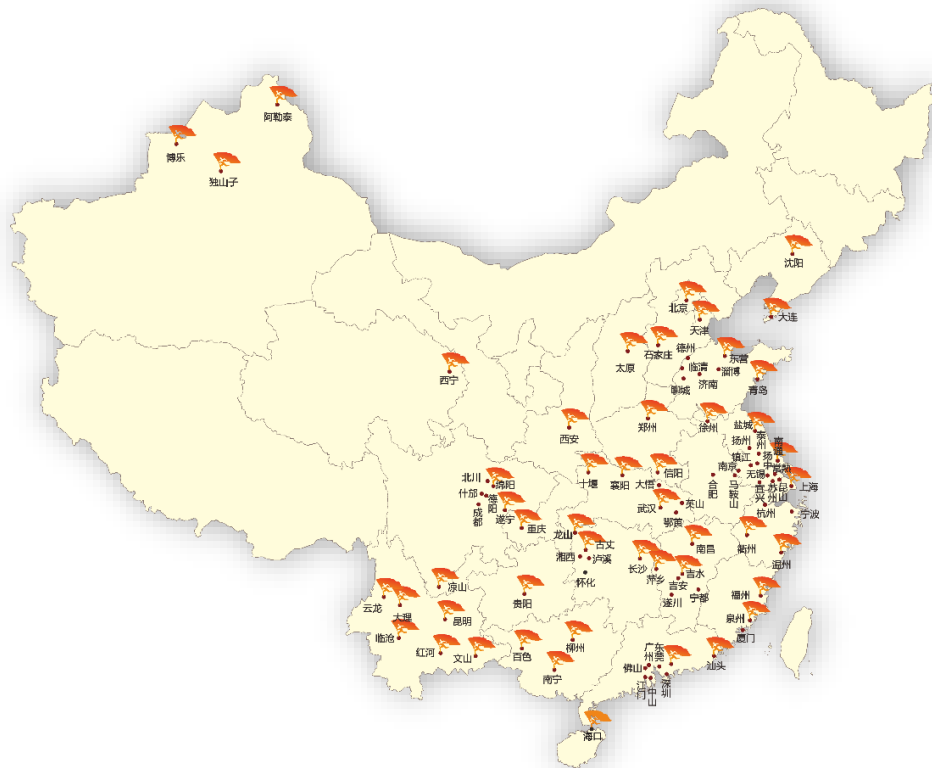 阿勒泰
博乐
独山子
沈阳
北京
大连
天津
德州
石家庄
东营
太原
临清
淄博
西宁
济南
聊城
青岛
郑州
徐州
盐城
泰州
西安
扬州
南通
镇江
扬中
北川
信阳
南京
常熟
无锡
十堰
襄阳
大悟
合肥
马鞍山
宜兴
苏州
昆山
上海
绵阳
什邡
德阳
成都
遂宁
武汉
英山
杭州
宁波
鄂黄
重庆
龙山
古丈
南昌
衢州
湘西
泸溪
长沙
温州
萍乡
吉水
怀化
吉安
凉山
宁都
遂川
福州
云龙
大理
贵阳
昆明
泉州
临沧
厦门
红河
文山
百色
柳州
广州
东莞
佛山
汕头
南宁
江门
中山
深圳
海口